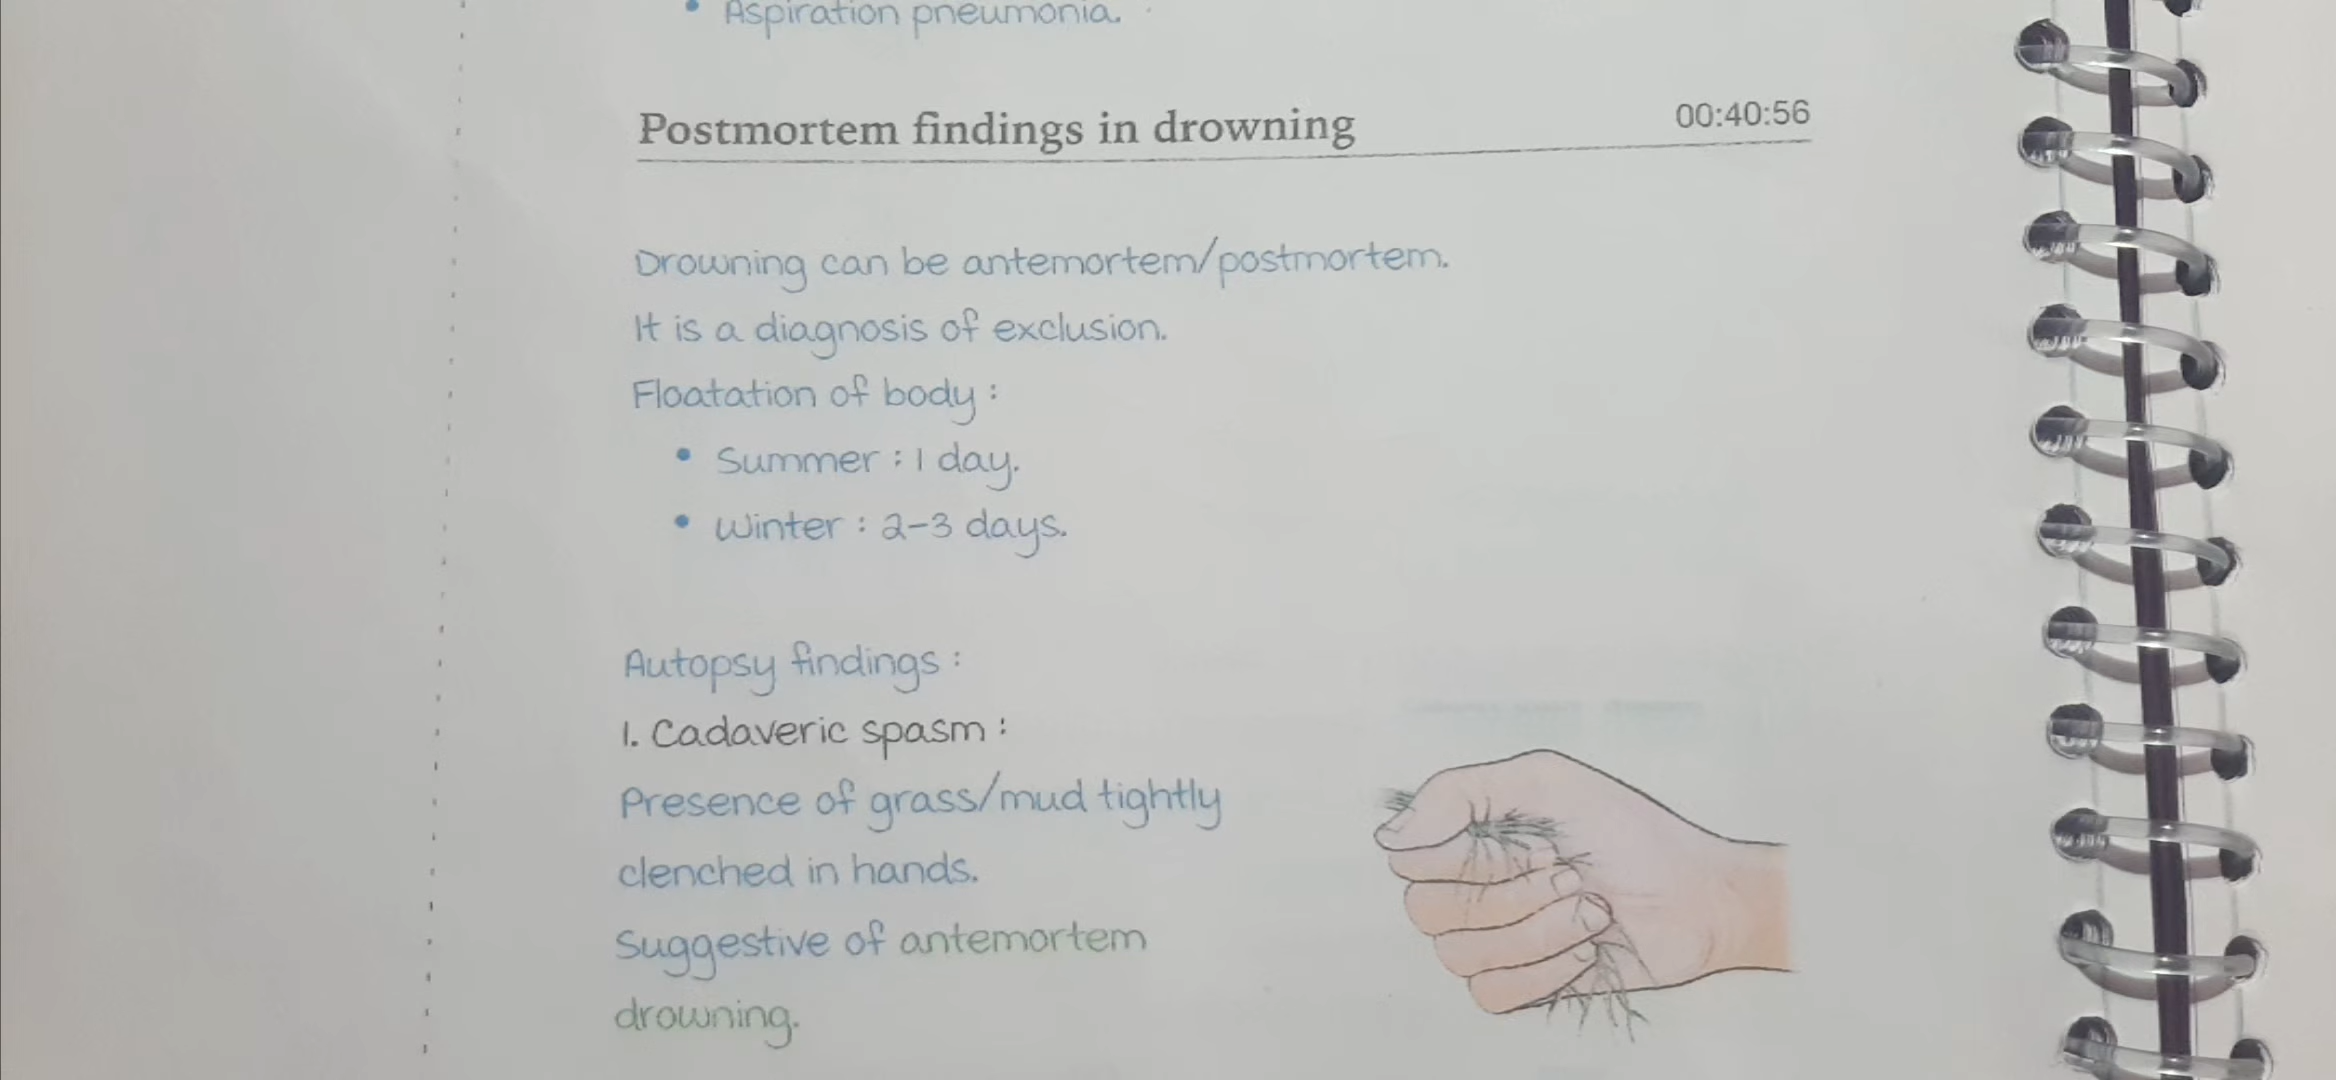 • Aspiration pneumonia.
Postmortem findings in drowning 00:40:56
Drowning can be antemortem/postmortem.
It is a diagnosis of exclusion.
Floatation of body :
• Summer : 1 day.
• Winter : 2-3 days.
Autopsy findings :
1. Cadaveric spasm :
Presence of grass/mud tightly
clenched in hands.
Suggestive of antemortem
drowning.